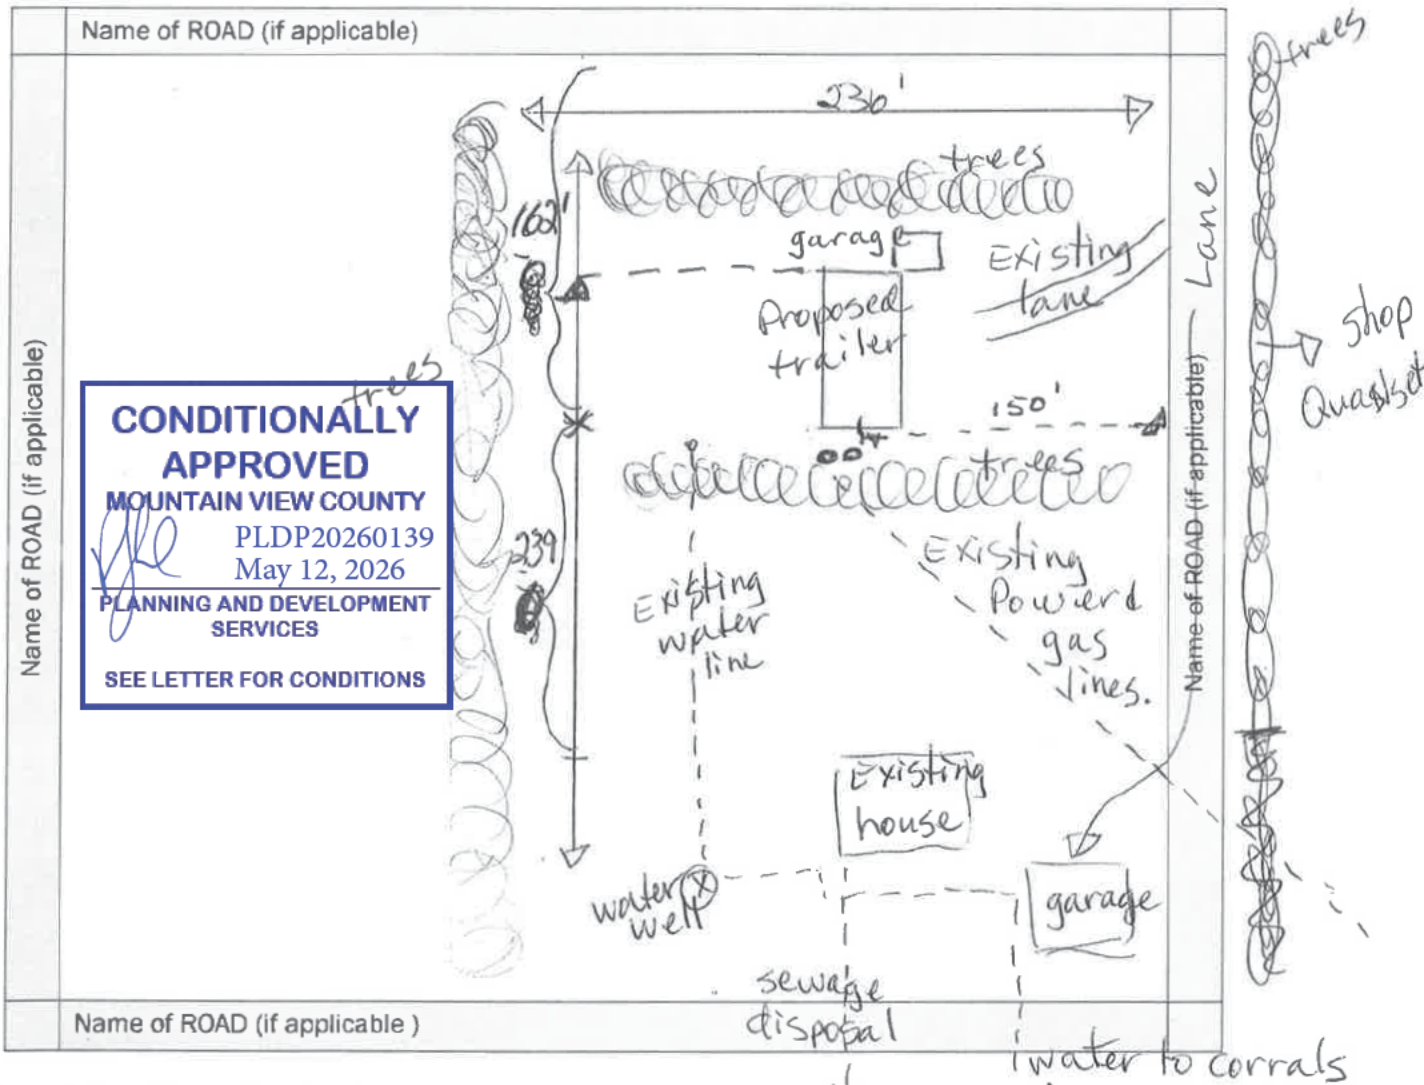 Name of ROAD (if applicable)
trees
236'
trees
162'
garage
Existing
lane
Lane
Proposed
trailer
shop
Quanset
trees
150'
CONDITIONALLY
APPROVED
MOUNTAIN VIEW COUNTY
PLDP20260139
May 12, 2026
PLANNING AND DEVELOPMENT
SERVICES
SEE LETTER FOR CONDITIONS
Name of ROAD (if applicable)
Name of ROAD (if applicable)
trees
239
Existing
water
line
Existing
Power &
gas
lines.
Existing
house
water
well
garage
sewage
disposal
Name of ROAD (if applicable )
water to corrals